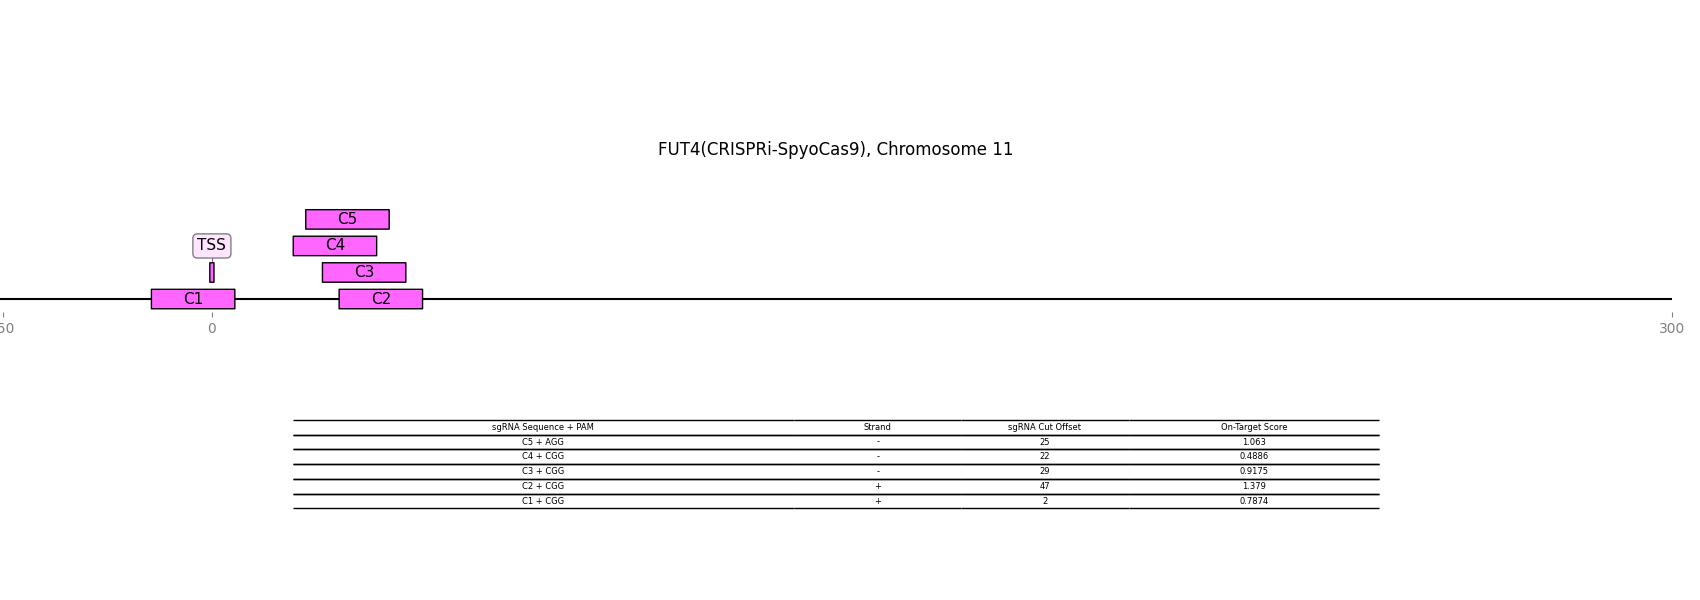 FUT4(CRISPRi-SpyoCas9), Chromosome 11
C5
TSS C4
C3
C1 C2
50 0 300
sgRNA Sequence + PAM Strand sgRNA Cut Offset On-Target Score
C5 + AGG - 25 1.063
C4 + CGG - 22 0.4886
C3 + CGG - 29 0.9175
C2 + CGG + 47 1.379
C1 + CGG + 2 0.7874